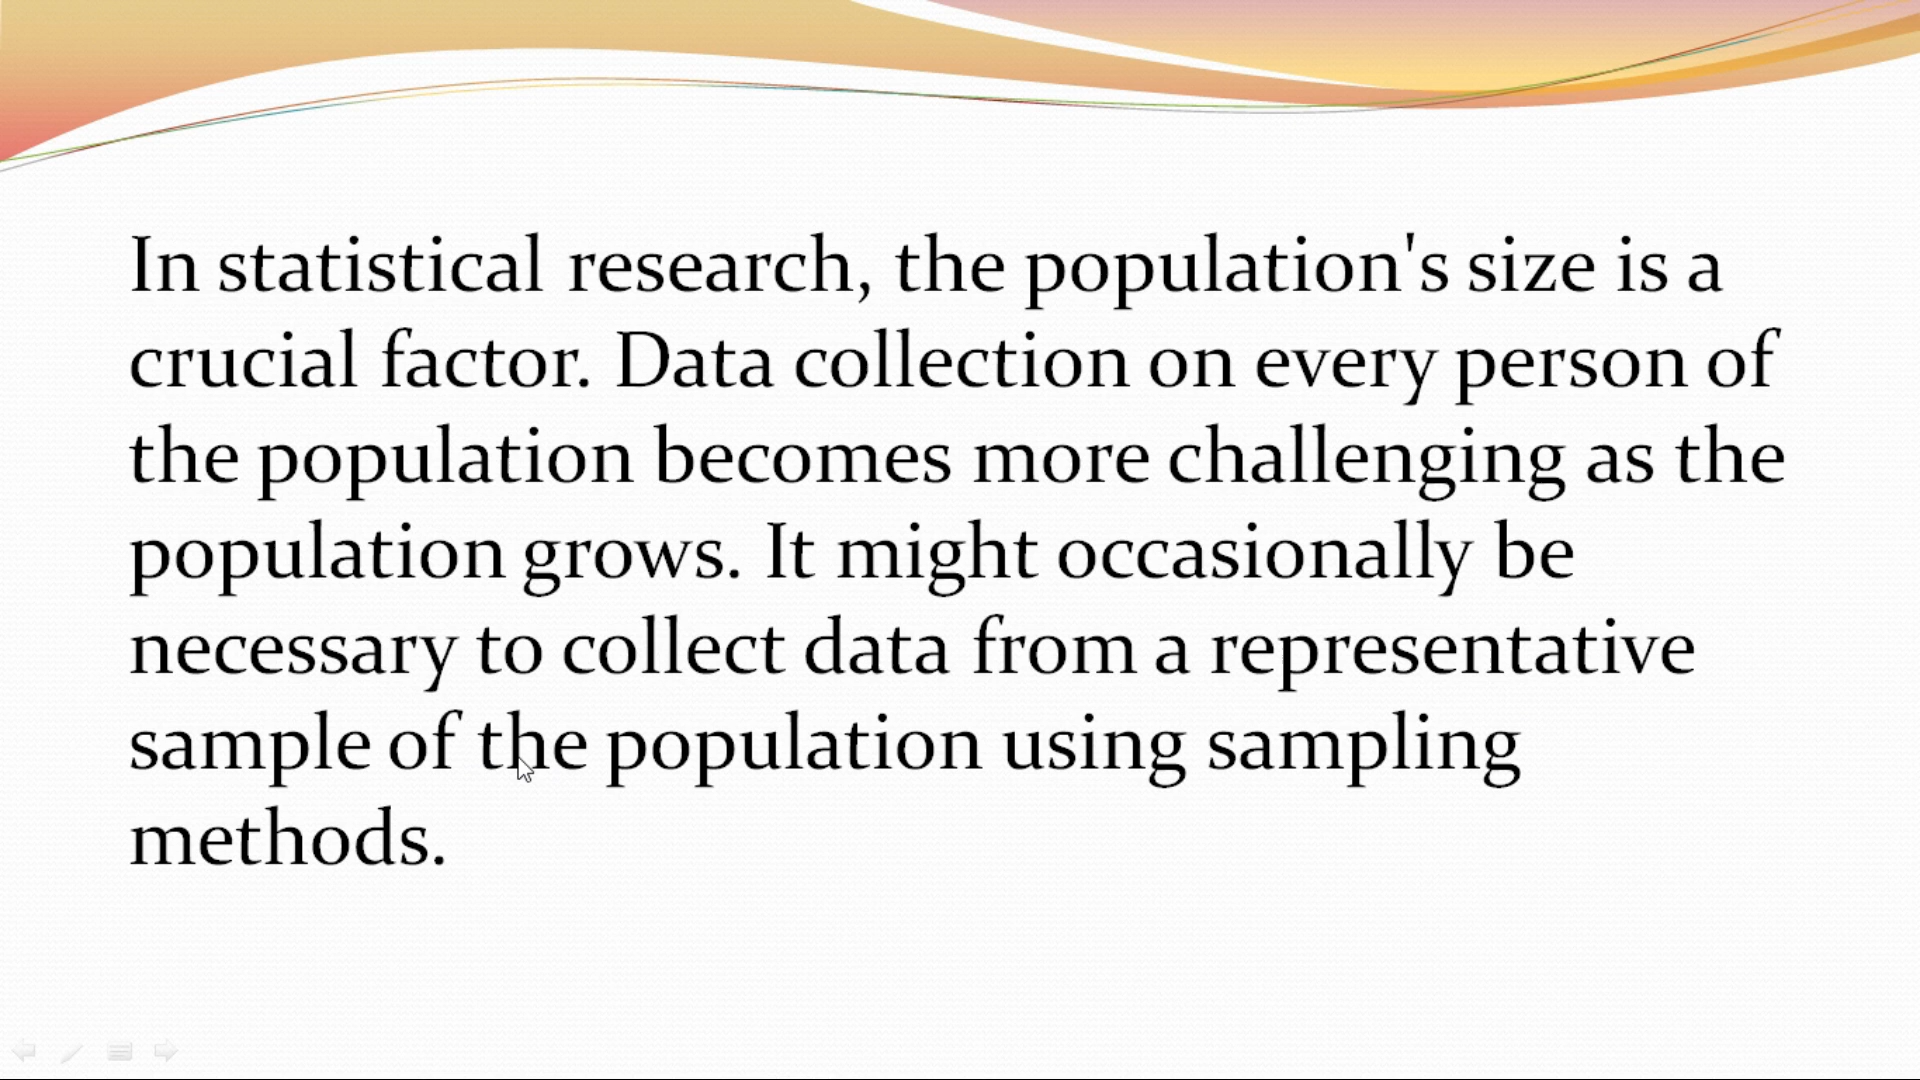 In statistical research, the population's size is a
crucial factor. Data collection on every person of
the population becomes more challenging as the
population grows. It might occasionally be
necessary to collect data from a representative
sample of the population using sampling
methods.